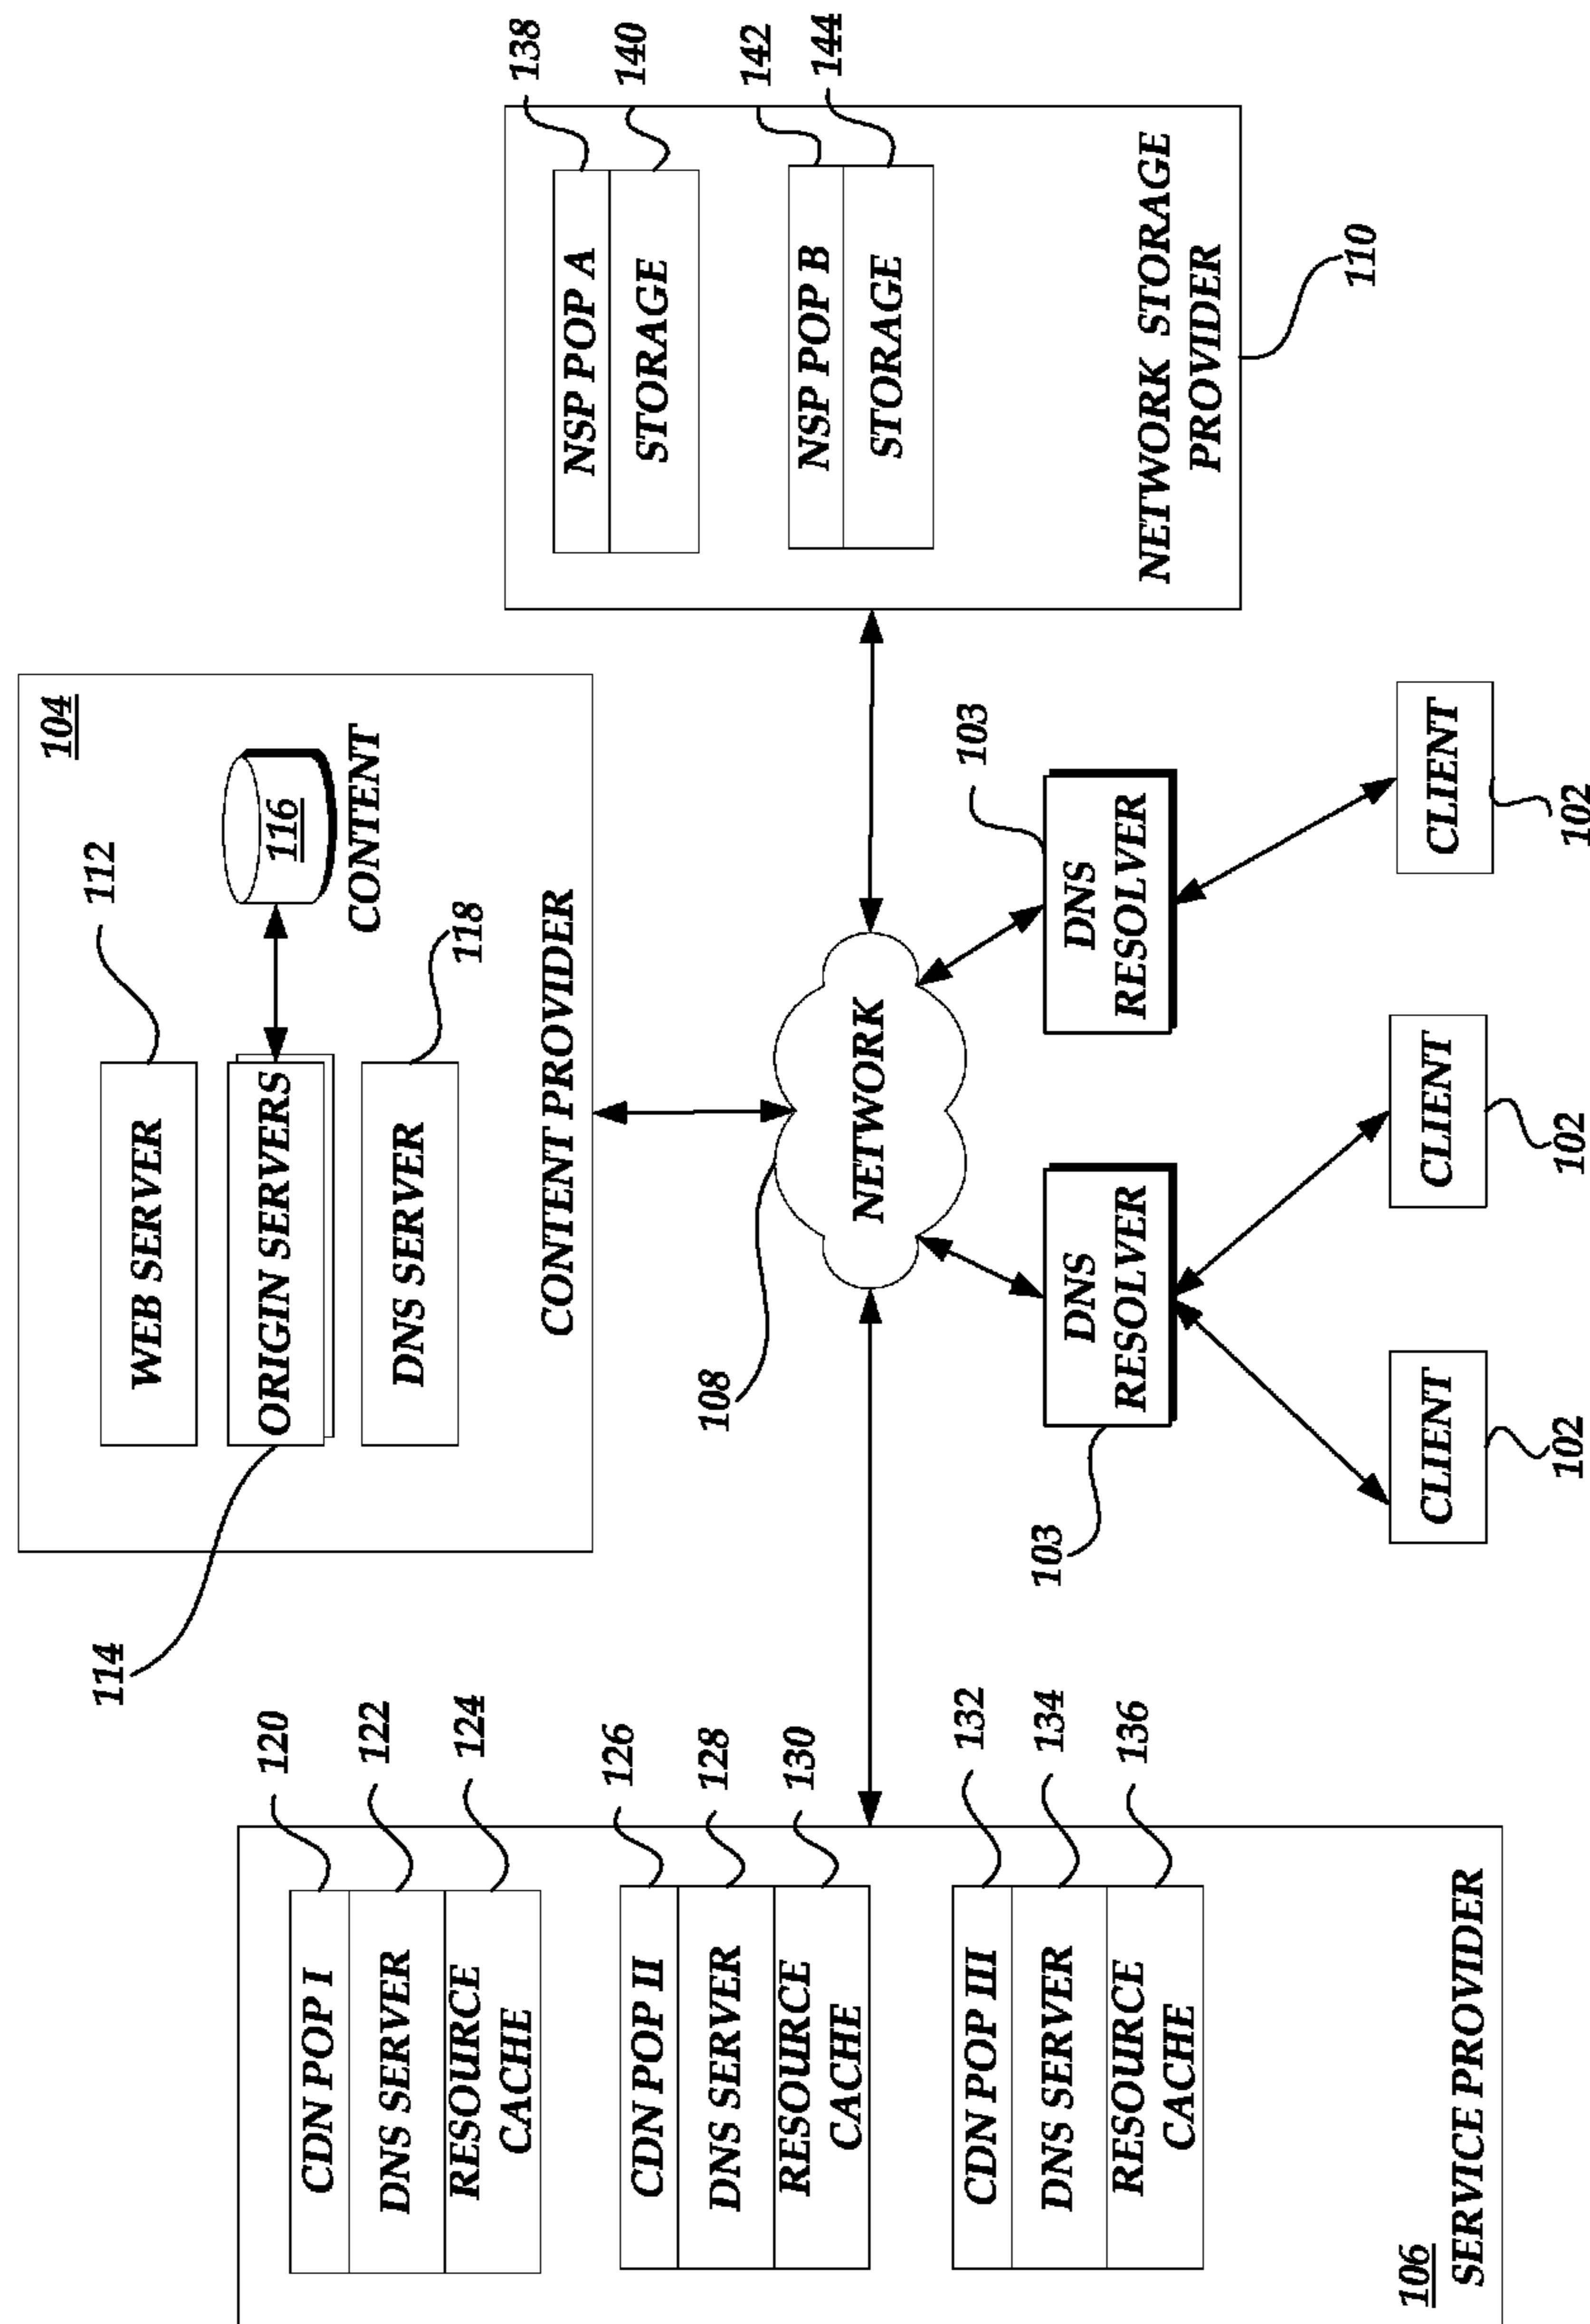 104
112
WEB SERVER
ORIGIN SERVERS
116
CONTENT
DNS SERVER
118
CONTENT PROVIDER
114
120
CDN POP I
122
DNS SERVER
124
RESOURCE
CACHE
126
CDN POP II
128
DNS SERVER
130
RESOURCE
CACHE
132
CDN POP III
134
DNS SERVER
136
RESOURCE
CACHE
106
SERVICE PROVIDER
108
NETWORK
138
NSP POP A
140
STORAGE
142
NSP POP B
144
STORAGE
NETWORK STORAGE
PROVIDER
110
103
DNS
RESOLVER
103
DNS
RESOLVER
CLIENT
102
CLIENT
102
CLIENT
102